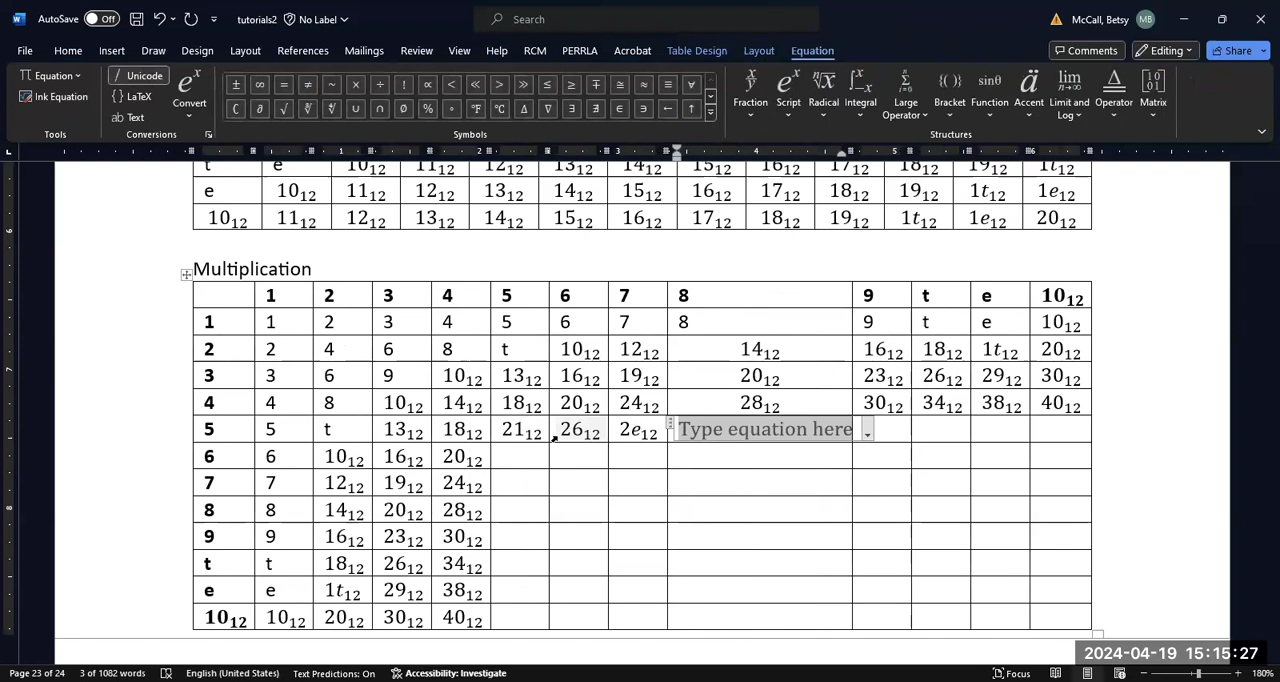 AutoSave Off tutorials2 No Label Search McCall, Betsy MB
File Home Insert Draw Design Layout References Mailings Review View Help RCM PERRLA Acrobat Table Design Layout Equation Comments Editing Share
Equation Unicode ± ∞ = ≠ ~ × ÷ ! ∝ < ≪ > ≫ ≤ ≥ ∓ ≅ ≈ ≡ ∀ Fraction Script Radical Integral Large Operator Bracket Function Accent Limit and Log Operator Matrix
Ink Equation LaTeX Convert ∁ ∂ √ ∛ ∜ ∪ ∩ ∅ % ° ℉ ℃ ∆ ∇ ∃ ∄ ∈ ∋ ← ↑
Text
Tools Conversions Symbols Structures
t e 10₁₂ 11₁₂ 12₁₂ 13₁₂ 14₁₂ 15₁₂ 16₁₂ 17₁₂ 18₁₂ 19₁₂ 1t₁₂
e 10₁₂ 11₁₂ 12₁₂ 13₁₂ 14₁₂ 15₁₂ 16₁₂ 17₁₂ 18₁₂ 19₁₂ 1t₁₂ 1e₁₂
10₁₂ 11₁₂ 12₁₂ 13₁₂ 14₁₂ 15₁₂ 16₁₂ 17₁₂ 18₁₂ 19₁₂ 1t₁₂ 1e₁₂ 20₁₂
Multiplication
1 2 3 4 5 6 7 8 9 t e 10₁₂
1 1 2 3 4 5 6 7 8 9 t e 10₁₂
2 2 4 6 8 t 10₁₂ 12₁₂ 14₁₂ 16₁₂ 18₁₂ 1t₁₂ 20₁₂
3 3 6 9 10₁₂ 13₁₂ 16₁₂ 19₁₂ 20₁₂ 23₁₂ 26₁₂ 29₁₂ 30₁₂
4 4 8 10₁₂ 14₁₂ 18₁₂ 20₁₂ 24₁₂ 28₁₂ 30₁₂ 34₁₂ 38₁₂ 40₁₂
5 5 t 13₁₂ 18₁₂ 21₁₂ 26₁₂ 2e₁₂ Type equation here
6 6 10₁₂ 16₁₂ 20₁₂
7 7 12₁₂ 19₁₂ 24₁₂
8 8 14₁₂ 20₁₂ 28₁₂
9 9 16₁₂ 23₁₂ 30₁₂
t t 18₁₂ 26₁₂ 34₁₂
e e 1t₁₂ 29₁₂ 38₁₂
10₁₂ 10₁₂ 20₁₂ 30₁₂ 40₁₂
2024-04-19 15:15:27
Page 23 of 24 3 of 1082 words English (United States) Text Predictions: On Accessibility: Investigate Focus 180%